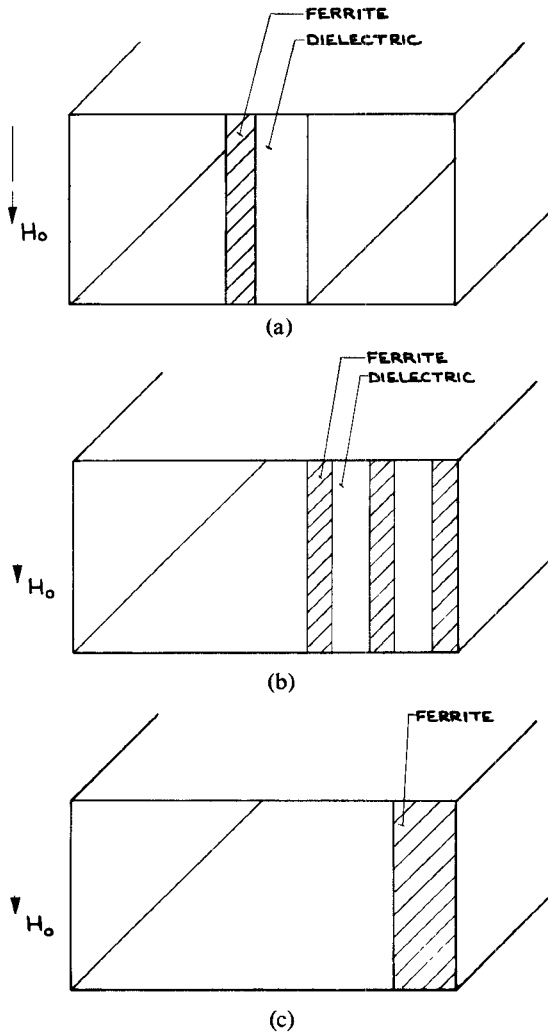 FERRITE
DIELECTRIC
H₀
(a)
FERRITE
DIELECTRIC
H₀
(b)
FERRITE
H₀
(c)